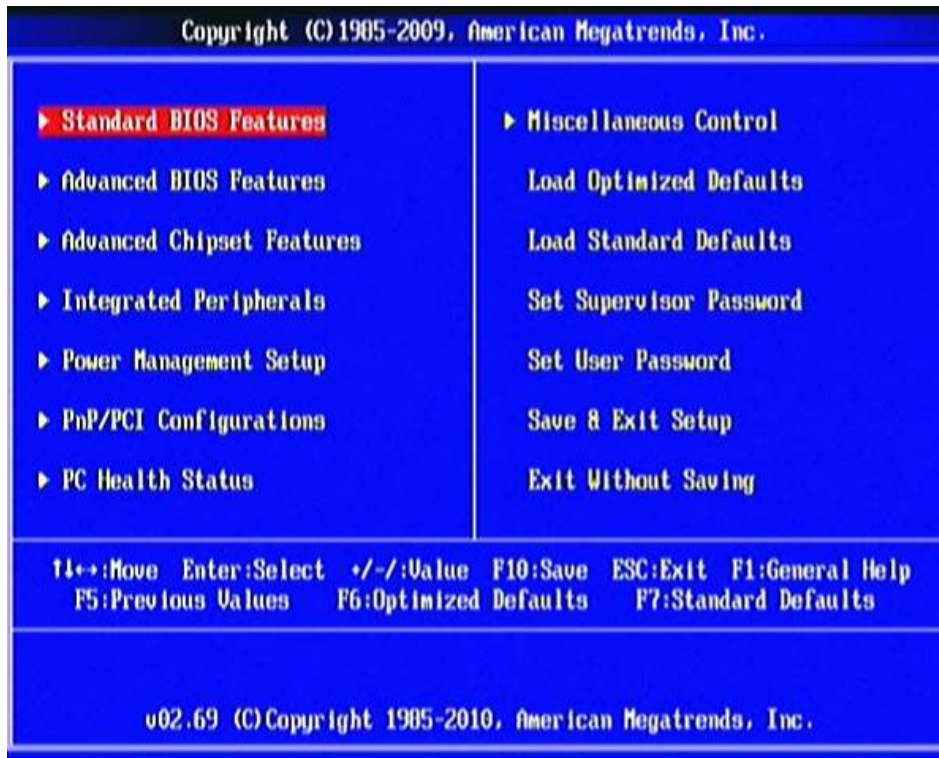 Copyright (C)1985-2009, American Megatrends, Inc.
▶ Standard BIOS Features
▶ Advanced BIOS Features
▶ Advanced Chipset Features
▶ Integrated Peripherals
▶ Power Management Setup
▶ PnP/PCI Configurations
▶ PC Health Status
▶ Miscellaneous Control
Load Optimized Defaults
Load Standard Defaults
Set Supervisor Password
Set User Password
Save & Exit Setup
Exit Without Saving
↑↓↔:Move Enter:Select +/-/:Value F10:Save ESC:Exit F1:General Help
F5:Previous Values F6:Optimized Defaults F7:Standard Defaults
v02.69 (C)Copyright 1985-2010, American Megatrends, Inc.